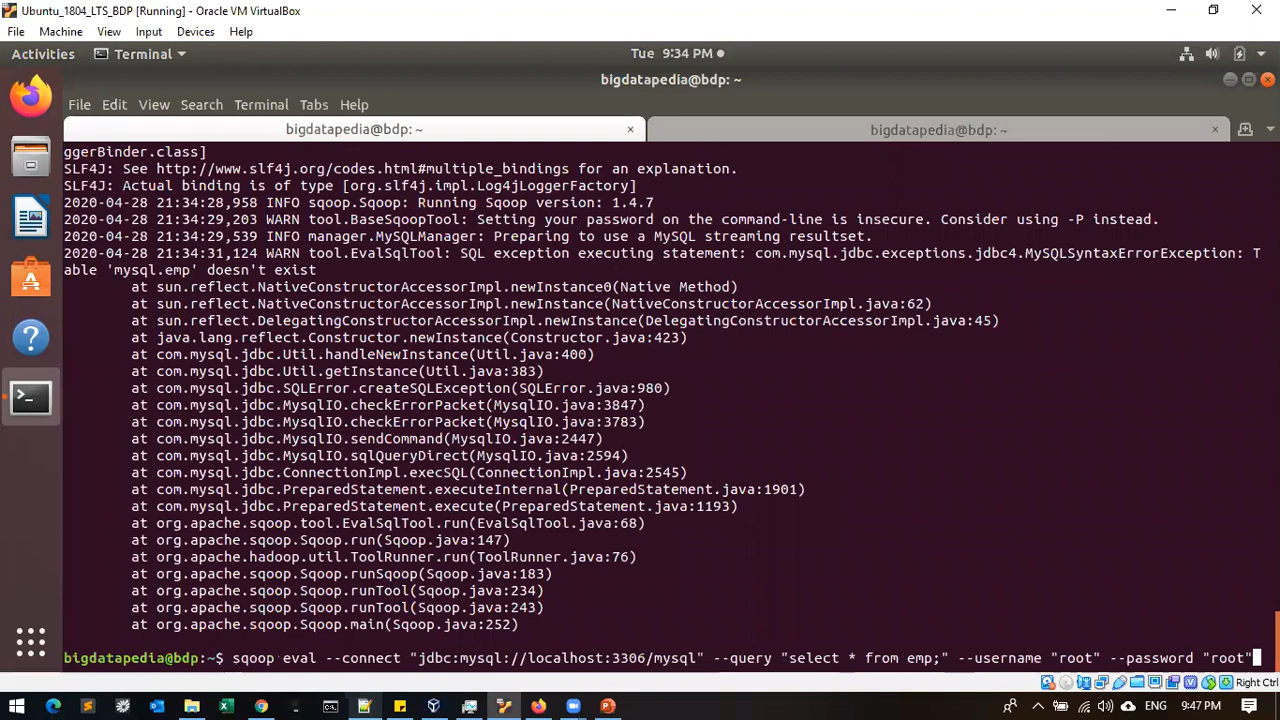 Ubuntu_1804_LTS_BDP [Running] - Oracle VM VirtualBox
File Machine View Input Devices Help
Activities Terminal Tue 9:34 PM
bigdatapedia@bdp: ~
File Edit View Search Terminal Tabs Help
bigdatapedia@bdp: ~ × bigdatapedia@bdp: ~ ×
ggerBinder.class]
SLF4J: See http://www.slf4j.org/codes.html#multiple_bindings for an explanation.
SLF4J: Actual binding is of type [org.slf4j.impl.Log4jLoggerFactory]
2020-04-28 21:34:28,958 INFO sqoop.Sqoop: Running Sqoop version: 1.4.7
2020-04-28 21:34:29,203 WARN tool.BaseSqoopTool: Setting your password on the command-line is insecure. Consider using -P instead.
2020-04-28 21:34:29,539 INFO manager.MySQLManager: Preparing to use a MySQL streaming resultset.
2020-04-28 21:34:31,124 WARN tool.EvalSqlTool: SQL exception executing statement: com.mysql.jdbc.exceptions.jdbc4.MySQLSyntaxErrorException: T
able 'mysql.emp' doesn't exist
at sun.reflect.NativeConstructorAccessorImpl.newInstance0(Native Method)
at sun.reflect.NativeConstructorAccessorImpl.newInstance(NativeConstructorAccessorImpl.java:62)
at sun.reflect.DelegatingConstructorAccessorImpl.newInstance(DelegatingConstructorAccessorImpl.java:45)
at java.lang.reflect.Constructor.newInstance(Constructor.java:423)
at com.mysql.jdbc.Util.handleNewInstance(Util.java:400)
at com.mysql.jdbc.Util.getInstance(Util.java:383)
at com.mysql.jdbc.SQLError.createSQLException(SQLError.java:980)
at com.mysql.jdbc.MysqlIO.checkErrorPacket(MysqlIO.java:3847)
at com.mysql.jdbc.MysqlIO.checkErrorPacket(MysqlIO.java:3783)
at com.mysql.jdbc.MysqlIO.sendCommand(MysqlIO.java:2447)
at com.mysql.jdbc.MysqlIO.sqlQueryDirect(MysqlIO.java:2594)
at com.mysql.jdbc.ConnectionImpl.execSQL(ConnectionImpl.java:2545)
at com.mysql.jdbc.PreparedStatement.executeInternal(PreparedStatement.java:1901)
at com.mysql.jdbc.PreparedStatement.execute(PreparedStatement.java:1193)
at org.apache.sqoop.tool.EvalSqlTool.run(EvalSqlTool.java:68)
at org.apache.sqoop.Sqoop.run(Sqoop.java:147)
at org.apache.hadoop.util.ToolRunner.run(ToolRunner.java:76)
at org.apache.sqoop.Sqoop.runSqoop(Sqoop.java:183)
at org.apache.sqoop.Sqoop.runTool(Sqoop.java:234)
at org.apache.sqoop.Sqoop.runTool(Sqoop.java:243)
at org.apache.sqoop.Sqoop.main(Sqoop.java:252)
bigdatapedia@bdp:~$ sqoop eval --connect "jdbc:mysql://localhost:3306/mysql" --query "select * from emp;" --username "root" --password "root"
Right Ctrl
ENG 9:47 PM